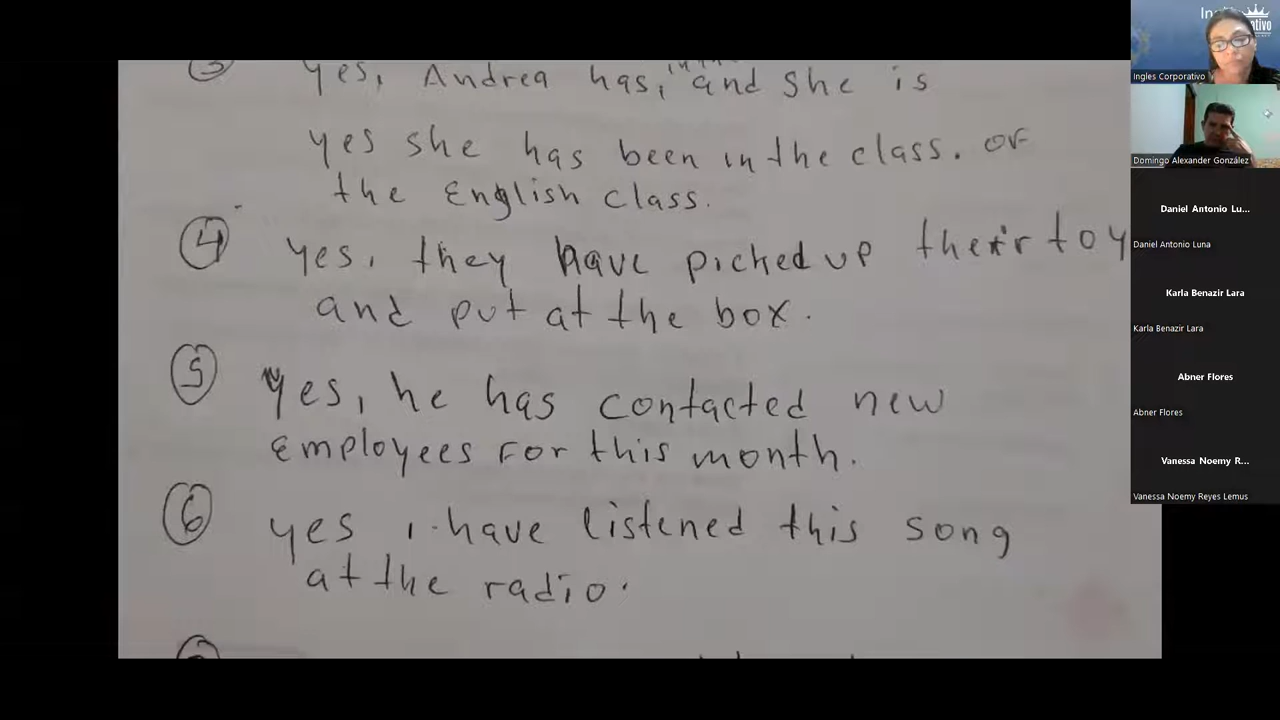 3 yes, Andrea has, and she is
yes she has been in the class. or
the English class.
4 yes, they have picked up their toy
and put at the box.
5 yes, he has contacted new
employees for this month.
6 yes i have listened this song
at the radio.
Ingles Corporativo
Domingo Alexander González
Daniel Antonio Lu...
Daniel Antonio Luna
Karla Benazir Lara
Karla Benazir Lara
Abner Flores
Abner Flores
Vanessa Noemy R...
Vanessa Noemy Reyes Lemus